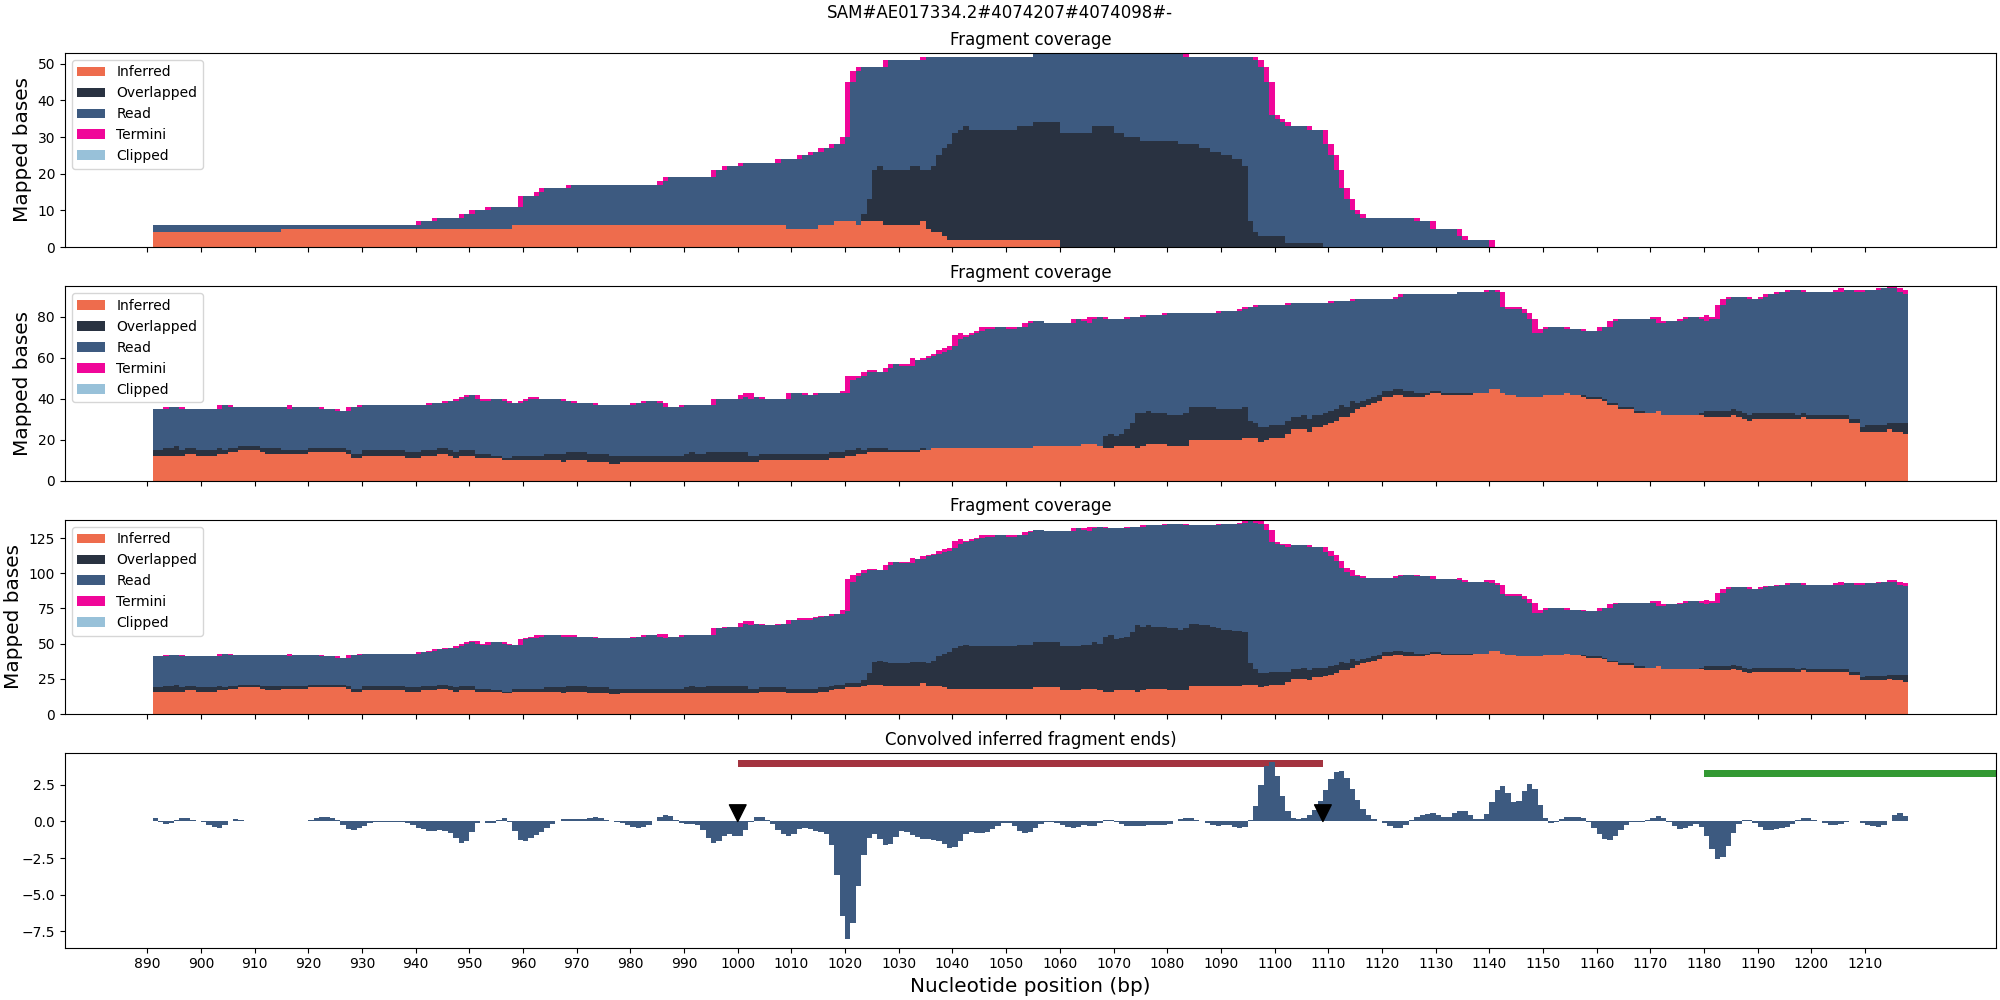 SAM#AE017334.2#4074207#4074098#-
Fragment coverage
Mapped bases
50
40
30
20
10
0
Inferred
Overlapped
Read
Termini
Clipped
Fragment coverage
Mapped bases
80
60
40
20
0
Inferred
Overlapped
Read
Termini
Clipped
Fragment coverage
Mapped bases
125
100
75
50
25
0
Inferred
Overlapped
Read
Termini
Clipped
Convolved inferred fragment ends)
2.5
0.0
−2.5
−5.0
−7.5
890 900 910 920 930 940 950 960 970 980 990 1000 1010 1020 1030 1040 1050 1060 1070 1080 1090 1100 1110 1120 1130 1140 1150 1160 1170 1180 1190 1200 1210
Nucleotide position (bp)